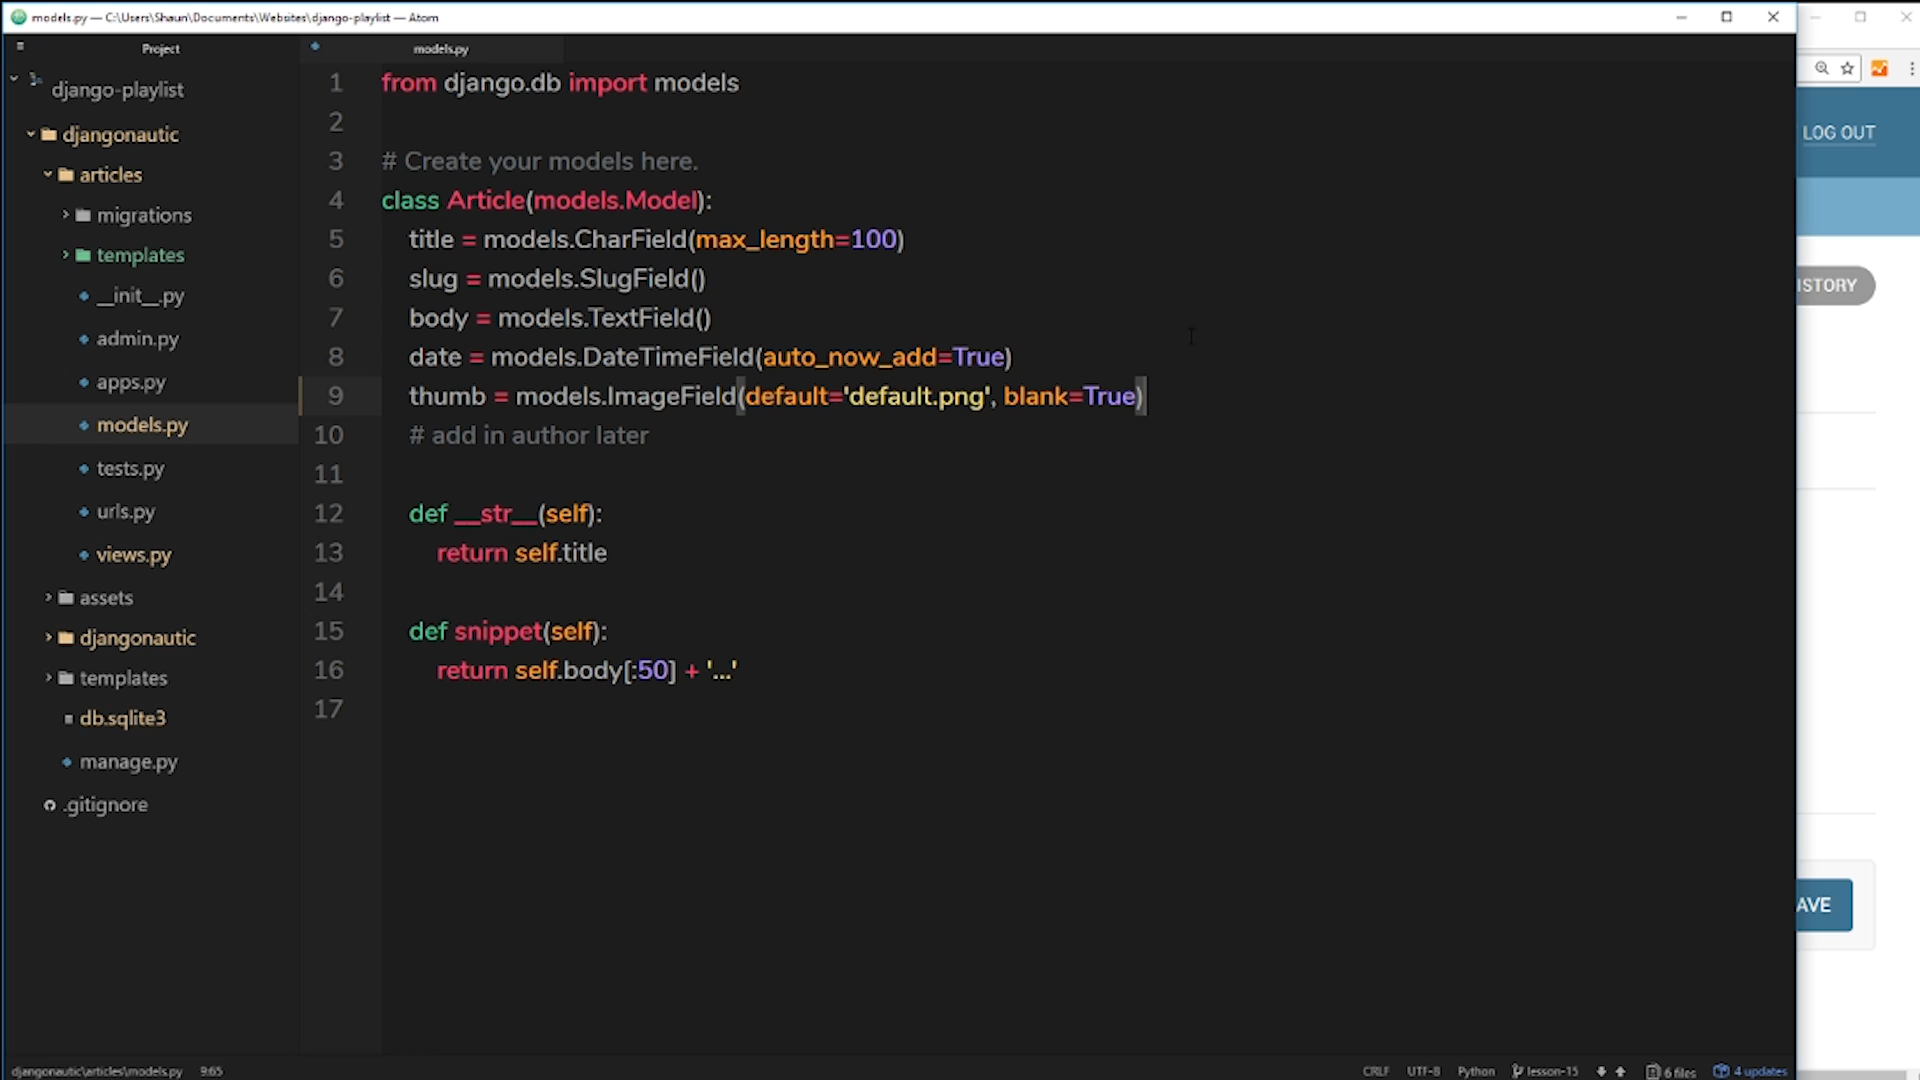 models.py — C:\Users\Shaun\Documents\Websites\django-playlist — Atom
Project
models.py
django-playlist
djangonautic
articles
migrations
templates
__init__.py
admin.py
apps.py
models.py
tests.py
urls.py
views.py
assets
djangonautic
templates
db.sqlite3
manage.py
.gitignore
1 from django.db import models
2
3 # Create your models here.
4 class Article(models.Model):
5 title = models.CharField(max_length=100)
6 slug = models.SlugField()
7 body = models.TextField()
8 date = models.DateTimeField(auto_now_add=True)
9 thumb = models.ImageField(default='default.png', blank=True)
10 # add in author later
11
12 def __str__(self):
13 return self.title
14
15 def snippet(self):
16 return self.body[:50] + '...'
17
LOG OUT
ISTORY
AVE
djangonautic\articles\models.py 9:65
CRLF UTF-8 Python lesson-15 6 files 4 updates